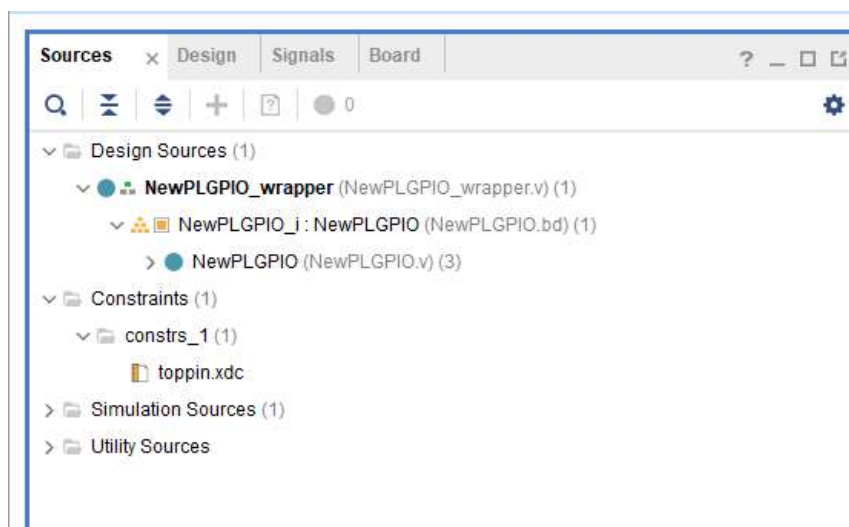 Sources × Design Signals Board ? _
0
Design Sources (1)
NewPLGPIO_wrapper (NewPLGPIO_wrapper.v) (1)
NewPLGPIO_i : NewPLGPIO (NewPLGPIO.bd) (1)
NewPLGPIO (NewPLGPIO.v) (3)
Constraints (1)
constrs_1 (1)
toppin.xdc
Simulation Sources (1)
Utility Sources